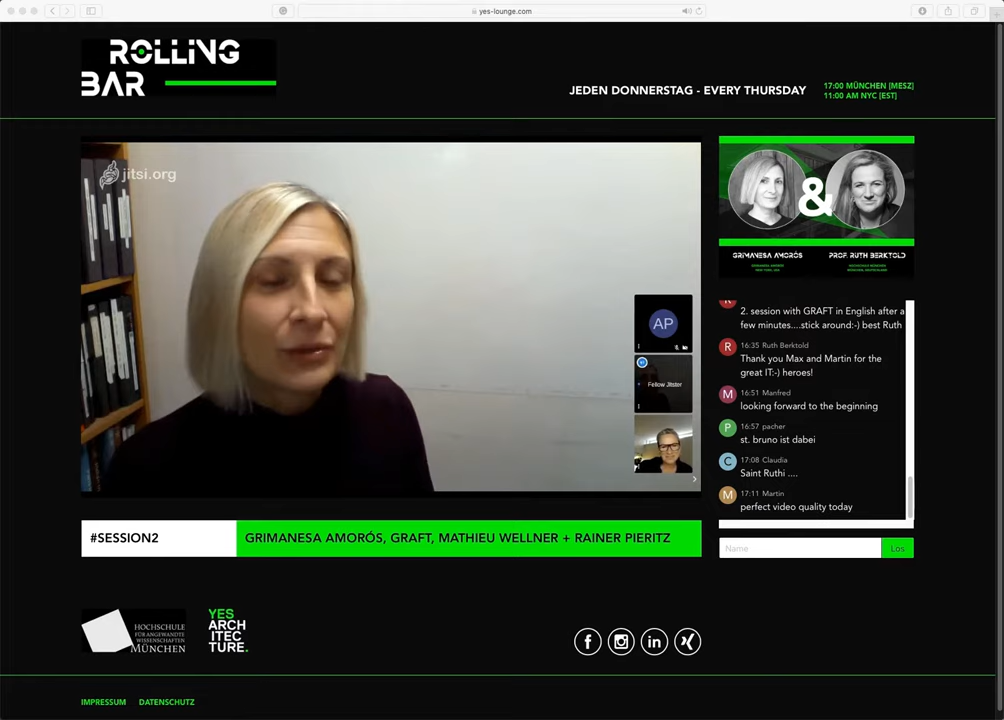 yes-lounge.com
ROLLING
BAR
JEDEN DONNERSTAG - EVERY THURSDAY
17:00 MÜNCHEN [MESZ]
11:00 AM NYC [EST]
jitsi.org
AP
Fellow Jitster
&
GRIMANESA AMORÓS
PROF. RUTH BERKTOLD
2. session with GRAFT in English after a
few minutes....stick around:-) best Ruth
R
16:35 Ruth Berktold
Thank you Max and Martin for the
great IT:-) heroes!
M
16:51 Manfred
looking forward to the beginning
P
16:57 pacher
st. bruno ist dabei
C
17:08 Claudia
Saint Ruthi ....
M
17:11 Martin
perfect video quality today
#SESSION2
GRIMANESA AMORÓS, GRAFT, MATHIEU WELLNER + RAINER PIERITZ
Name
Los
HOCHSCHULE
FÜR ANGEWANDTE
WISSENSCHAFTEN
MÜNCHEN
YES
ARCH
ITEC
TURE.
IMPRESSUM
DATENSCHUTZ